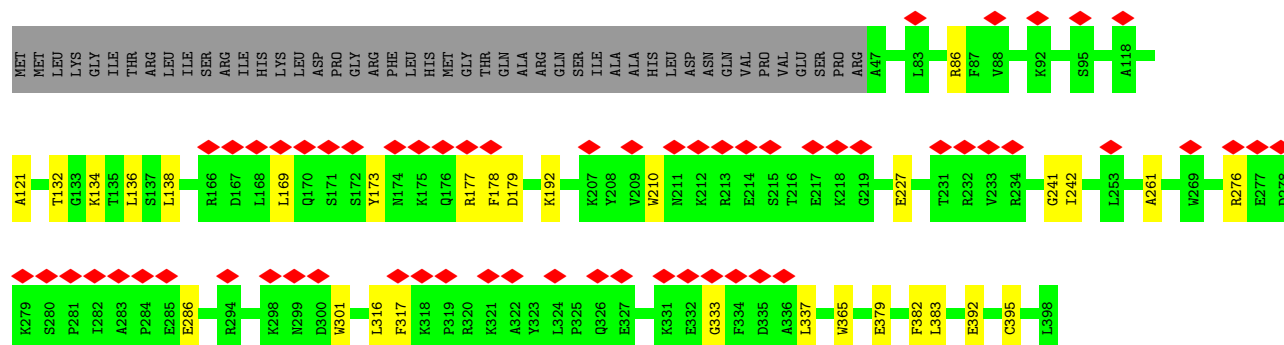 MET MET LEU LYS GLY ILE THR ARG LEU ILE SER ARG ILE HIS LYS LEU ASP PRO GLY ARG PHE LEU HIS MET GLY THR GLN ALA ARG GLN SER ILE ALA ALA HIS LEU ASP ASN GLN VAL PRO VAL GLU SER PRO ARG A47 L83 R86 F87 V88 K92 S95 A118
A121 T132 G133 K134 T135 L136 S137 L138 R166 D167 L168 L169 Q170 S171 S172 Y173 N174 K175 Q176 R177 F178 D179 K192 K207 Y208 V209 W210 N211 K212 R213 E214 S215 T216 E217 K218 G219 E227 T231 R232 V233 R234 G241 I242 L253 A261 W269 R276 E277 D278
K279 S280 P281 I282 A283 P284 E285 E286 R294 K298 N299 D300 W301 L316 F317 K318 P319 R320 K321 A322 Y323 L324 P325 Q326 E327 K331 E332 G333 F334 D335 A336 L337 W365 E379 F382 L383 E392 C395 L398